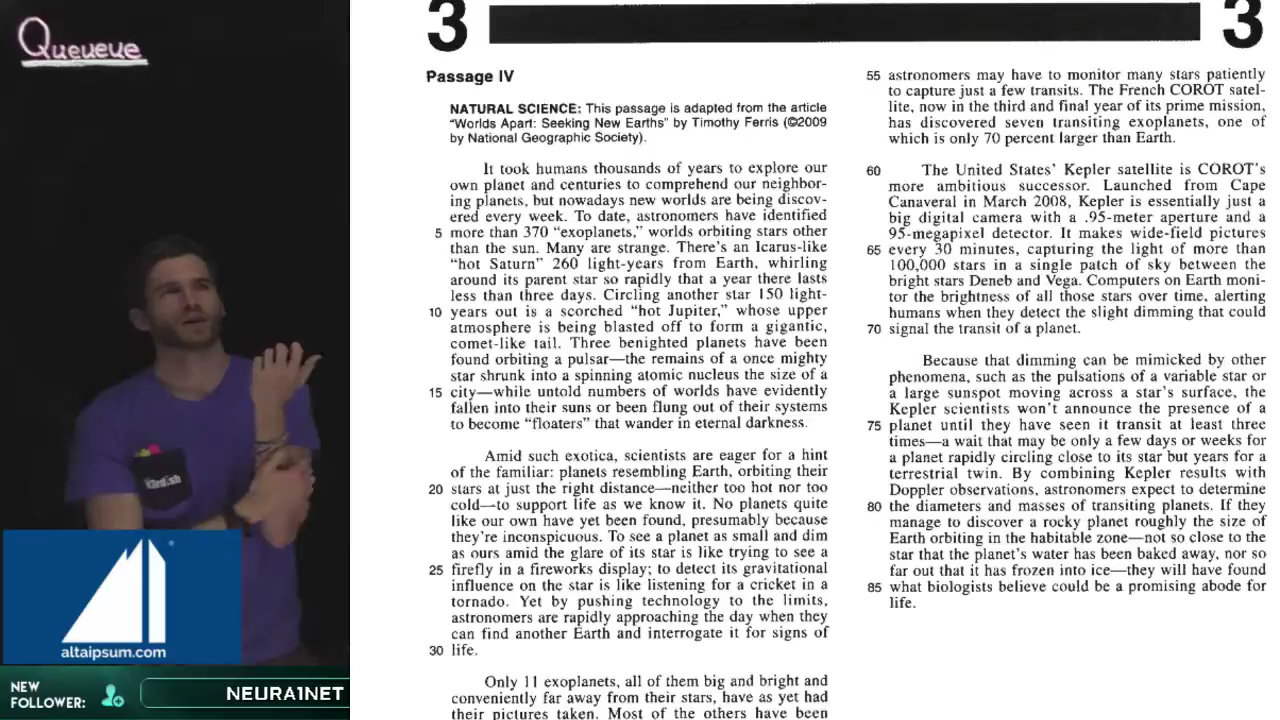 Queueue
3 3
Passage IV
NATURAL SCIENCE: This passage is adapted from the article
"Worlds Apart: Seeking New Earths" by Timothy Ferris (©2009
by National Geographic Society).
It took humans thousands of years to explore our
own planet and centuries to comprehend our neighbor-
ing planets, but nowadays new worlds are being discov-
ered every week. To date, astronomers have identified
5 more than 370 "exoplanets," worlds orbiting stars other
than the sun. Many are strange. There's an Icarus-like
"hot Saturn" 260 light-years from Earth, whirling
around its parent star so rapidly that a year there lasts
less than three days. Circling another star 150 light-
10 years out is a scorched "hot Jupiter," whose upper
atmosphere is being blasted off to form a gigantic,
comet-like tail. Three benighted planets have been
found orbiting a pulsar—the remains of a once mighty
star shrunk into a spinning atomic nucleus the size of a
15 city—while untold numbers of worlds have evidently
fallen into their suns or been flung out of their systems
to become "floaters" that wander in eternal darkness.
Amid such exotica, scientists are eager for a hint
of the familiar: planets resembling Earth, orbiting their
20 stars at just the right distance—neither too hot nor too
cold—to support life as we know it. No planets quite
like our own have yet been found, presumably because
they're inconspicuous. To see a planet as small and dim
as ours amid the glare of its star is like trying to see a
25 firefly in a fireworks display; to detect its gravitational
influence on the star is like listening for a cricket in a
tornado. Yet by pushing technology to the limits,
astronomers are rapidly approaching the day when they
can find another Earth and interrogate it for signs of
30 life.
Only 11 exoplanets, all of them big and bright and
conveniently far away from their stars, have as yet had
their pictures taken. Most of the others have been
55 astronomers may have to monitor many stars patiently
to capture just a few transits. The French COROT satel-
lite, now in the third and final year of its prime mission,
has discovered seven transiting exoplanets, one of
which is only 70 percent larger than Earth.
60 The United States' Kepler satellite is COROT's
more ambitious successor. Launched from Cape
Canaveral in March 2008, Kepler is essentially just a
big digital camera with a .95-meter aperture and a
95-megapixel detector. It makes wide-field pictures
65 every 30 minutes, capturing the light of more than
100,000 stars in a single patch of sky between the
bright stars Deneb and Vega. Computers on Earth moni-
tor the brightness of all those stars over time, alerting
humans when they detect the slight dimming that could
70 signal the transit of a planet.
Because that dimming can be mimicked by other
phenomena, such as the pulsations of a variable star or
a large sunspot moving across a star's surface, the
Kepler scientists won't announce the presence of a
75 planet until they have seen it transit at least three
times—a wait that may be only a few days or weeks for
a planet rapidly circling close to its star but years for a
terrestrial twin. By combining Kepler results with
Doppler observations, astronomers expect to determine
80 the diameters and masses of transiting planets. If they
manage to discover a rocky planet roughly the size of
Earth orbiting in the habitable zone—not so close to the
star that the planet's water has been baked away, nor so
far out that it has frozen into ice—they will have found
85 what biologists believe could be a promising abode for
life.
altaipsum.com
NEW
FOLLOWER:
NEURA1NET